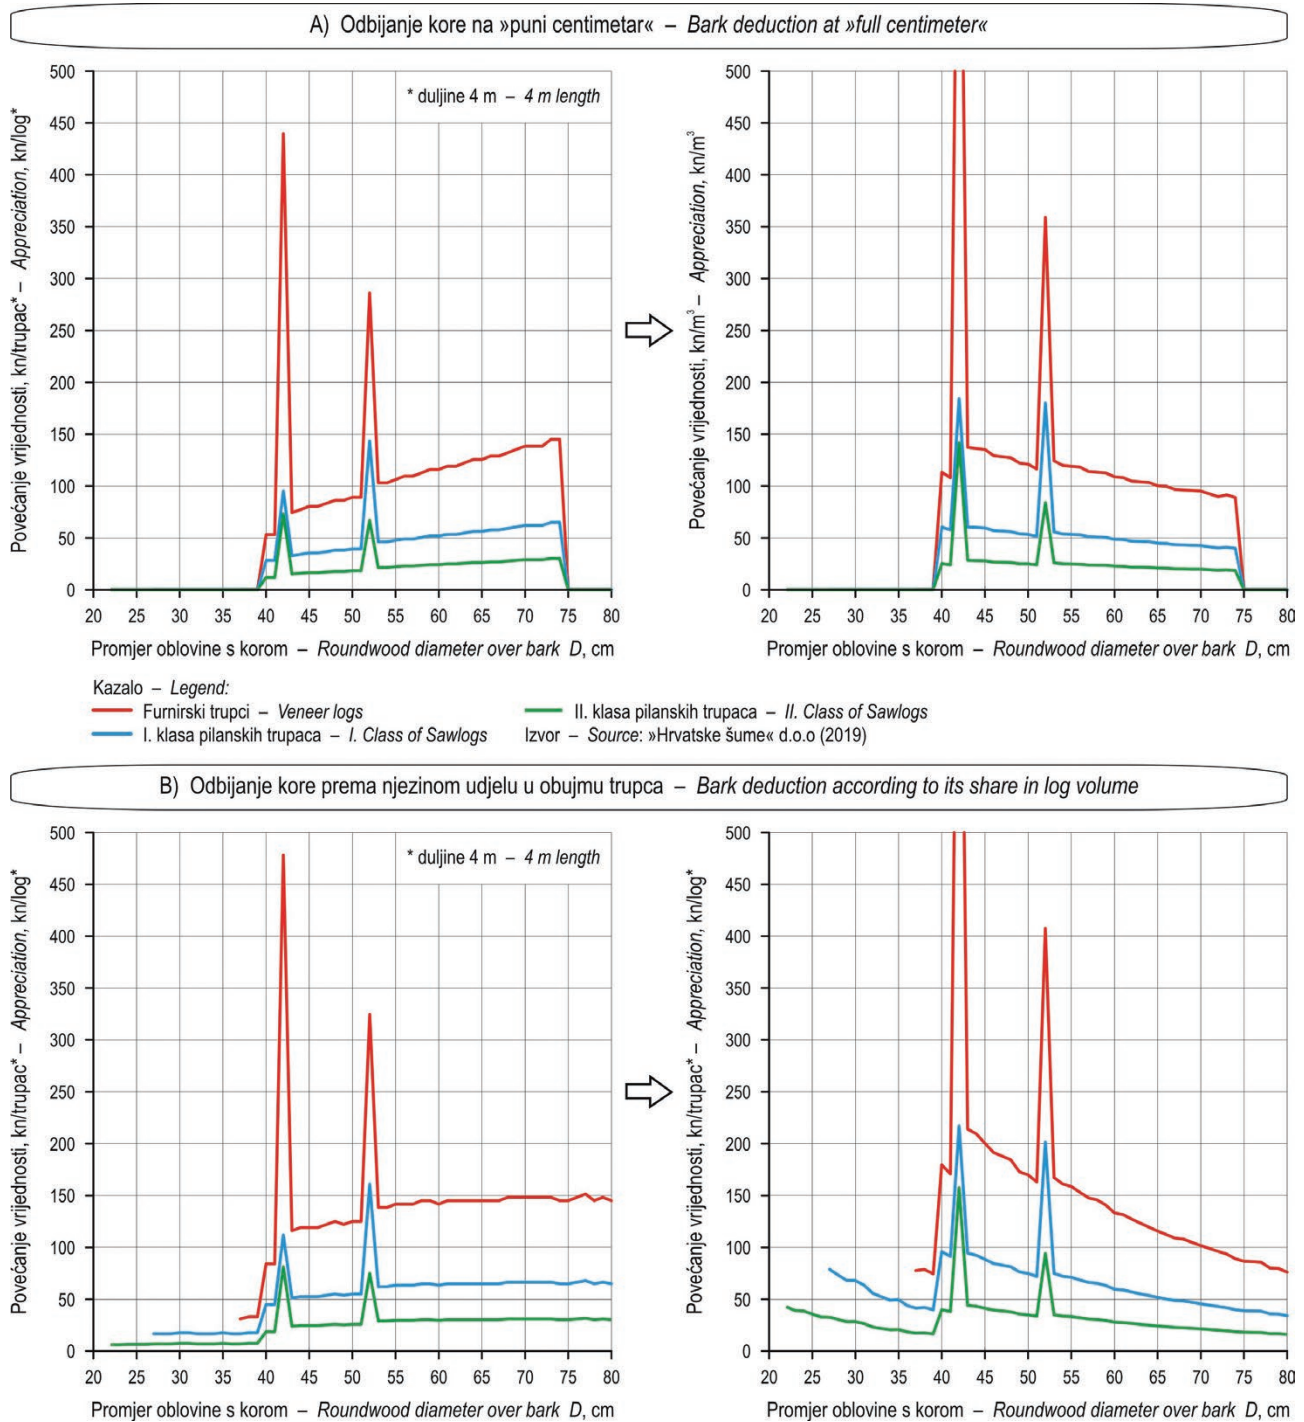 A) Odbijanje kore na »puni centimetar« – Bark deduction at »full centimeter«
Povećanje vrijednosti, kn/trupac* – Appreciation, kn/log*
500
450
400
350
300
250
200
150
100
50
0
* duljine 4 m – 4 m length
20 25 30 35 40 45 50 55 60 65 70 75 80
Promjer oblovine s korom – Roundwood diameter over bark D, cm
Povećanje vrijednosti, kn/m³ – Appreciation, kn/m³
500
450
400
350
300
250
200
150
100
50
0
20 25 30 35 40 45 50 55 60 65 70 75 80
Promjer oblovine s korom – Roundwood diameter over bark D, cm
Kazalo – Legend:
Furnirski trupci – Veneer logs
II. klasa pilanskih trupaca – II. Class of Sawlogs
I. klasa pilanskih trupaca – I. Class of Sawlogs
Izvor – Source: »Hrvatske šume« d.o.o (2019)
B) Odbijanje kore prema njezinom udjelu u obujmu trupca – Bark deduction according to its share in log volume
Povećanje vrijednosti, kn/trupac* – Appreciation, kn/log*
500
450
400
350
300
250
200
150
100
50
0
* duljine 4 m – 4 m length
20 25 30 35 40 45 50 55 60 65 70 75 80
Promjer oblovine s korom – Roundwood diameter over bark D, cm
Povećanje vrijednosti, kn/trupac* – Appreciation, kn/log*
500
450
400
350
300
250
200
150
100
50
0
20 25 30 35 40 45 50 55 60 65 70 75 80
Promjer oblovine s korom – Roundwood diameter over bark D, cm